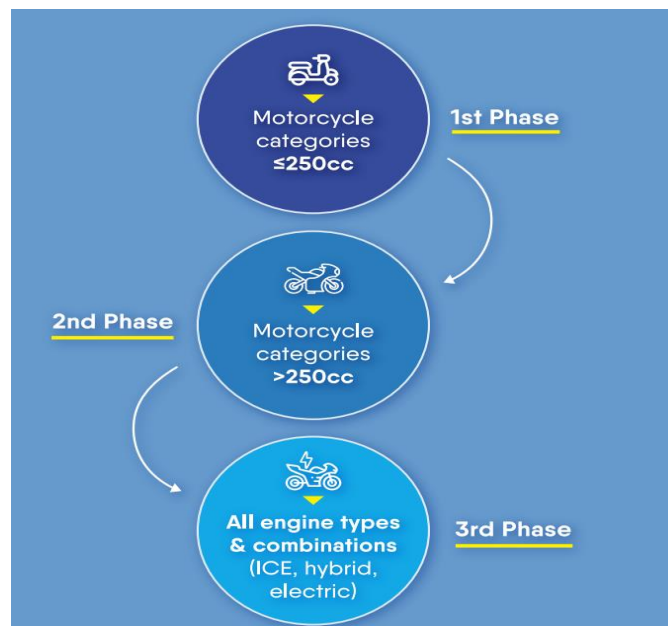 Motorcycle
categories
≤250cc
1st Phase
2nd Phase
Motorcycle
categories
>250cc
All engine types
& combinations
(ICE, hybrid,
electric)
3rd Phase